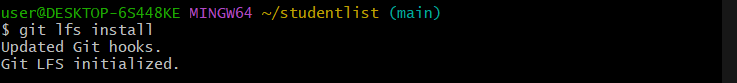 user@DESKTOP-6S448KE MINGW64 ~/studentlist (main)
$ git lfs install
Updated Git hooks.
Git LFS initialized.